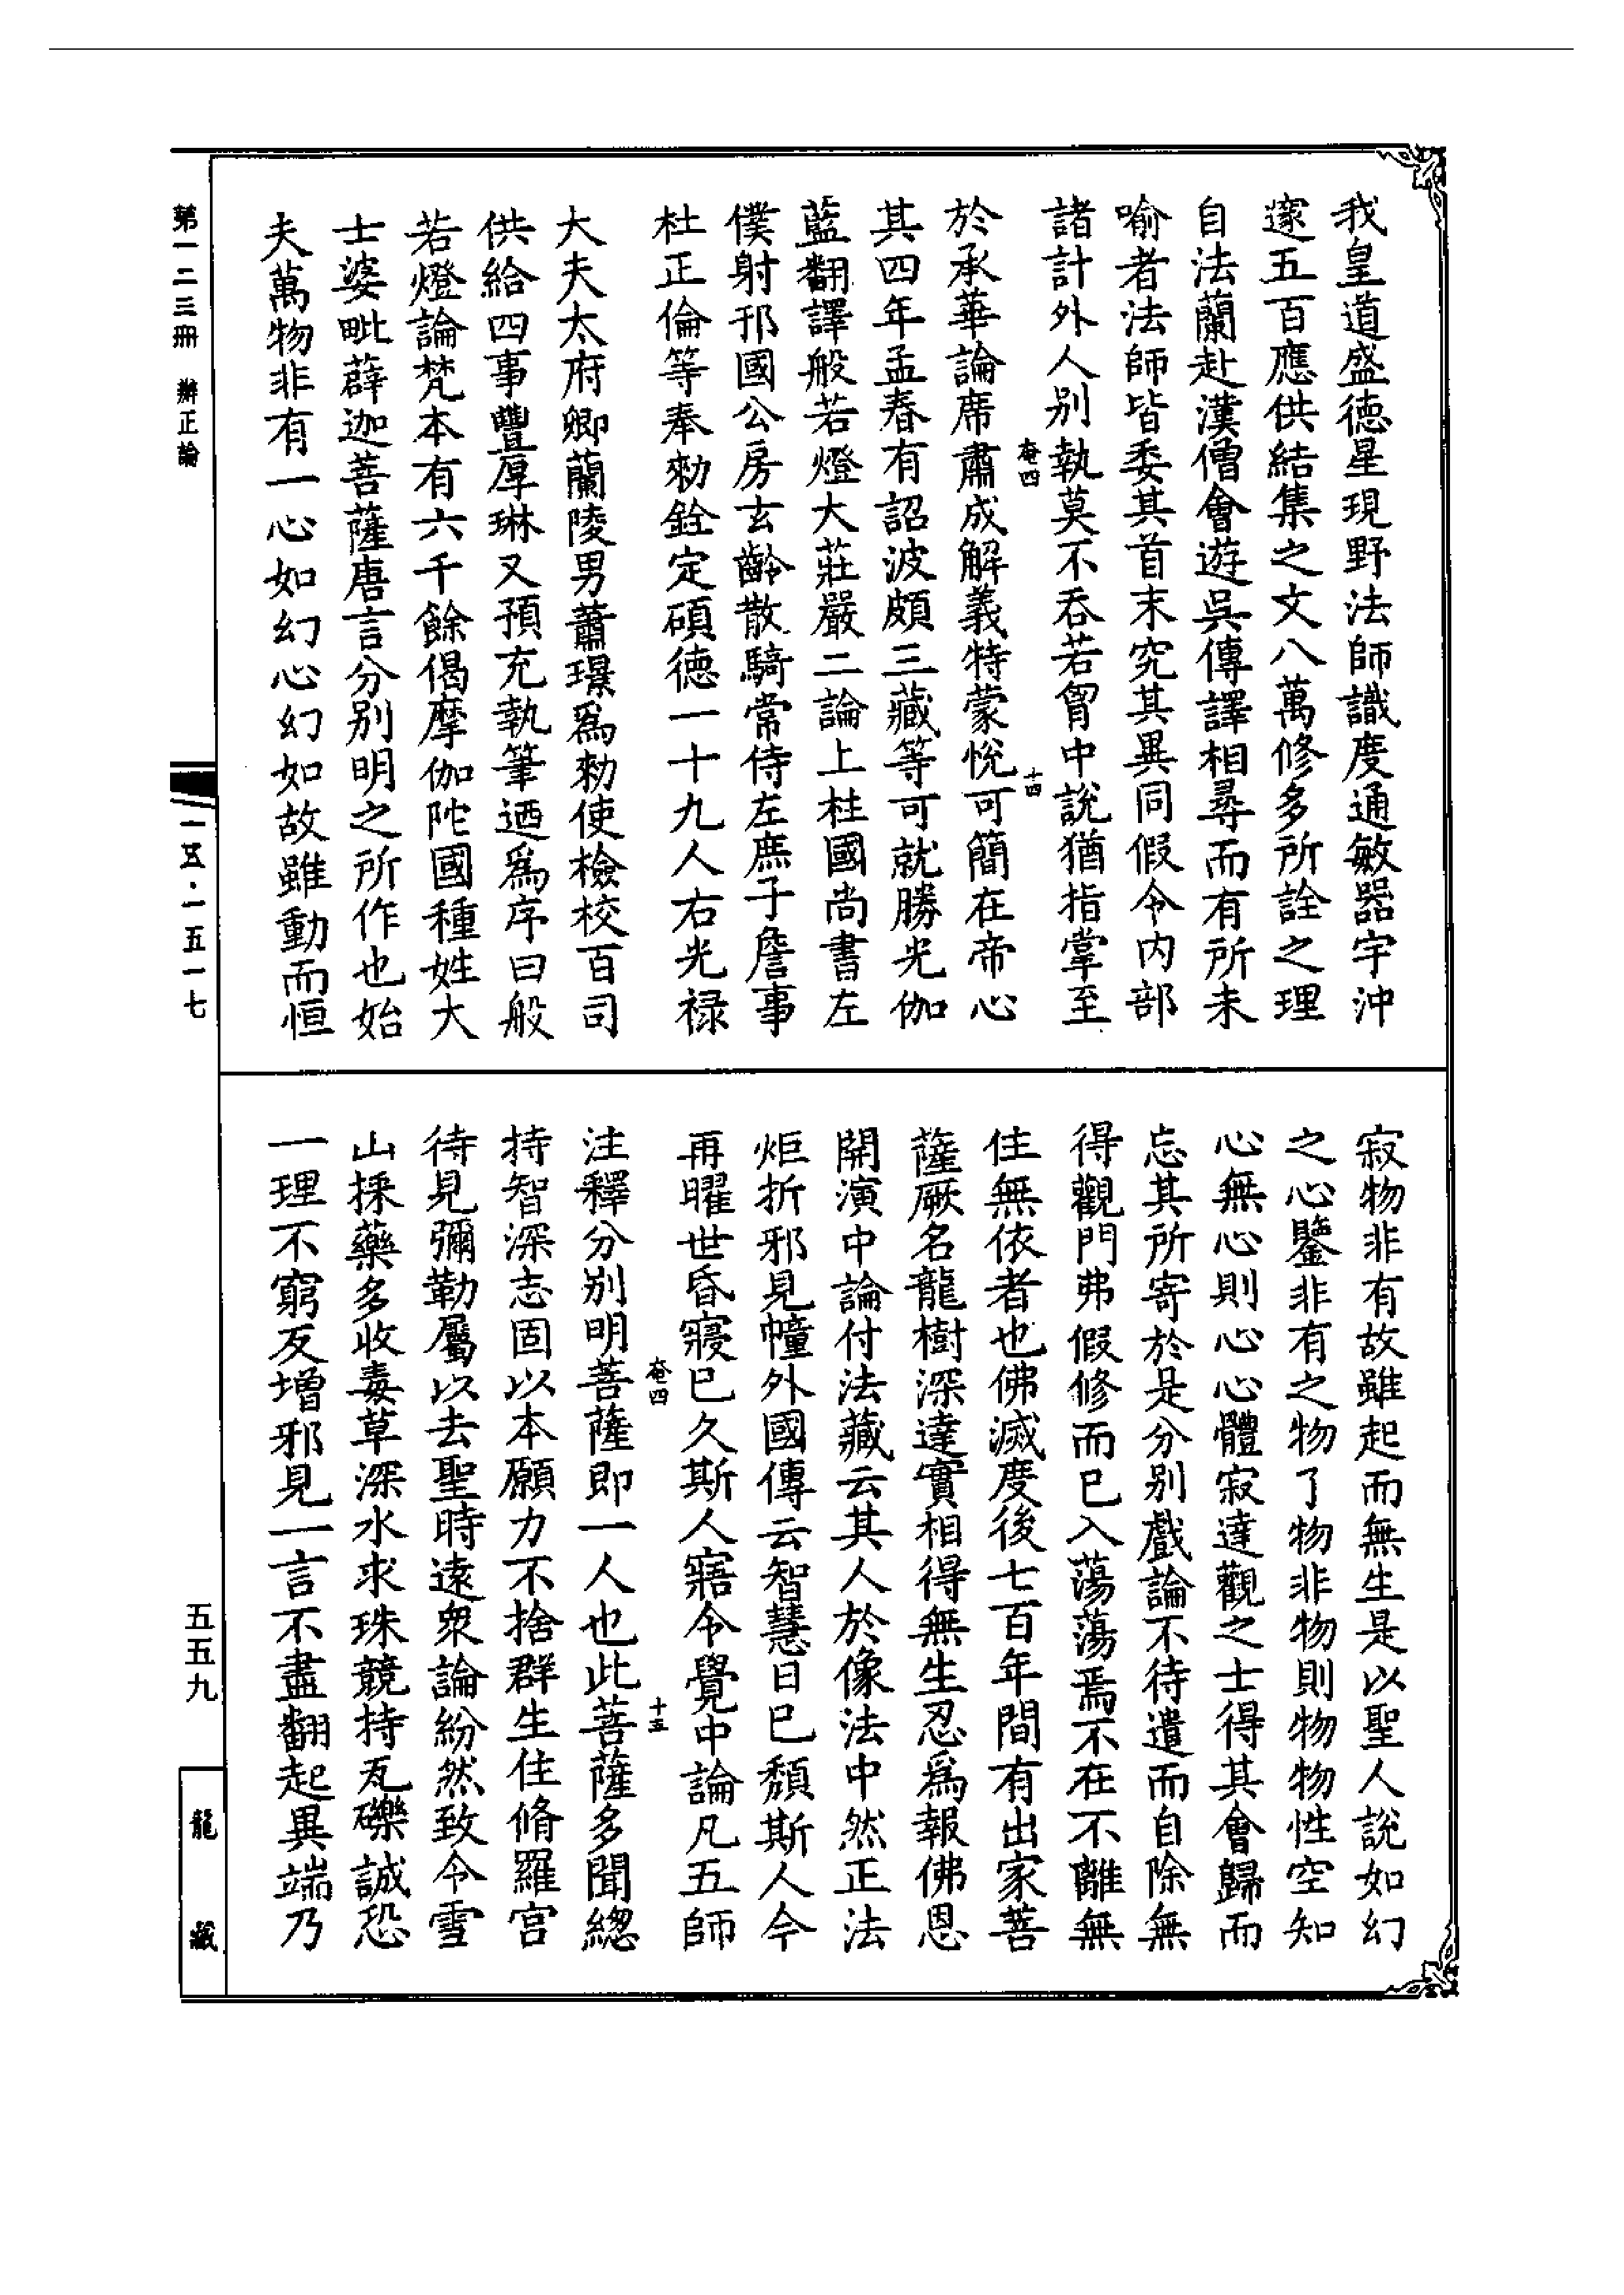 我皇道盛德星現野法師識度通敏器宇沖
邃五百應供結集之文八萬修多所詮之理
自法蘭赴漢僧會遊吳傳譯相尋而有所未
喻者法師皆委其首末究其異同假令内部
諸計外人別執莫不吞若胷中說猶指掌至
菴四
十四
於承華論席肅成解義特蒙悅可簡在帝心
其四年孟春有詔波頗三藏等可就勝光伽
藍翻譯般若燈大莊嚴二論上柱國尚書左
僕射邢國公房玄齡散騎常侍左庶子詹事
杜正倫等奉勑銓定碩德一十九人右光祿
大夫太府卿蘭陵男蕭璟爲勑使檢校百司
供給四事豐厚琳又預充執筆迺爲序曰般
若燈論梵本有六千餘偈摩伽陀國種姓大
士婆毗薜迦菩薩唐言分別明之所作也始
夫萬物非有一心如幻心幻如故雖動而恒
寂物非有故雖起而無生是以聖人說如幻
之心鑒非有之物了物非物則物物性空知
心無心則心心體寂達觀之士得其會歸而
忘其所寄於是分別戲論不待遣而自除無
得觀門弗假修而已入蕩蕩焉不在不離無
住無依者也佛滅度後七百年間有出家菩
薩厥名龍樹深達實相得無生忍爲報佛恩
開演中論付法藏云其人於像法中然正法
炬折邪見幢外國傳云智慧日已頹斯人今
再曜世昏寢已久斯人寤令覺中論凡五師
菴四
十五
注釋分別明菩薩即一人也此菩薩多聞緫
持智深志固以本願力不捨群生住脩羅宮
待見彌勒屬以去聖時遠衆論紛然致令雪
山採藥多收毒草深水求珠競持瓦礫誠恐
一理不窮反增邪見一言不盡翻起異端乃
第一二三冊 辯正論
一五·一五一七
五五九
龍藏